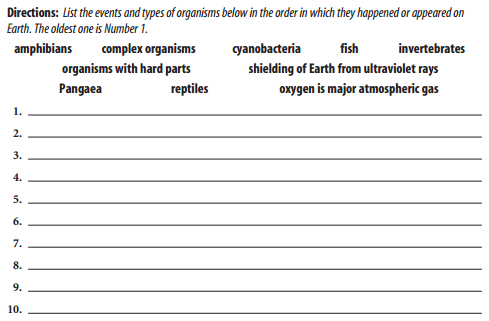 Directions: List the events and types of organisms below in the order in which they happened or appeared on
Earth. The oldest one is Number 1.
amphibians complex organisms cyanobacteria fish invertebrates
organisms with hard parts shielding of Earth from ultraviolet rays
Pangaea reptiles oxygen is major atmospheric gas
1.
2.
3.
4.
5.
6.
7.
8.
9.
10.